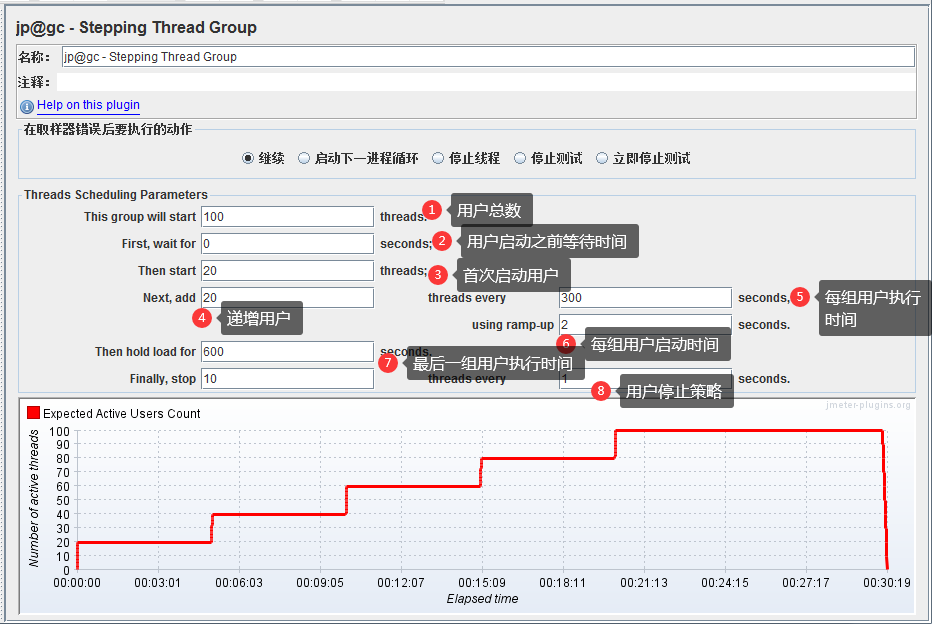 jp@gc - Stepping Thread Group
名称: jp@gc - Stepping Thread Group
注释:
Help on this plugin
在取样器错误后要执行的动作
继续 启动下一进程循环 停止线程 停止测试 立即停止测试
Threads Scheduling Parameters
This group will start 100 threads. 1 用户总数
First, wait for 0 seconds; 2 用户启动之前等待时间
Then start 20 threads; 3 首次启动用户
Next, add 20 threads every 300 seconds, 5 每组用户执行
时间
4 递增用户
using ramp-up 2 seconds.
6 每组用户启动时间
Then hold load for 600 seconds.
7 最后一组用户执行时间
Finally, stop 10 threads every 1 seconds.
8 用户停止策略
jmeter-plugins.org
Expected Active Users Count
Number of active threads
100
90
80
70
60
50
40
30
20
10
0
00:00:00 00:03:01 00:06:03 00:09:05 00:12:07 00:15:09 00:18:11 00:21:13 00:24:15 00:27:17 00:30:19
Elapsed time